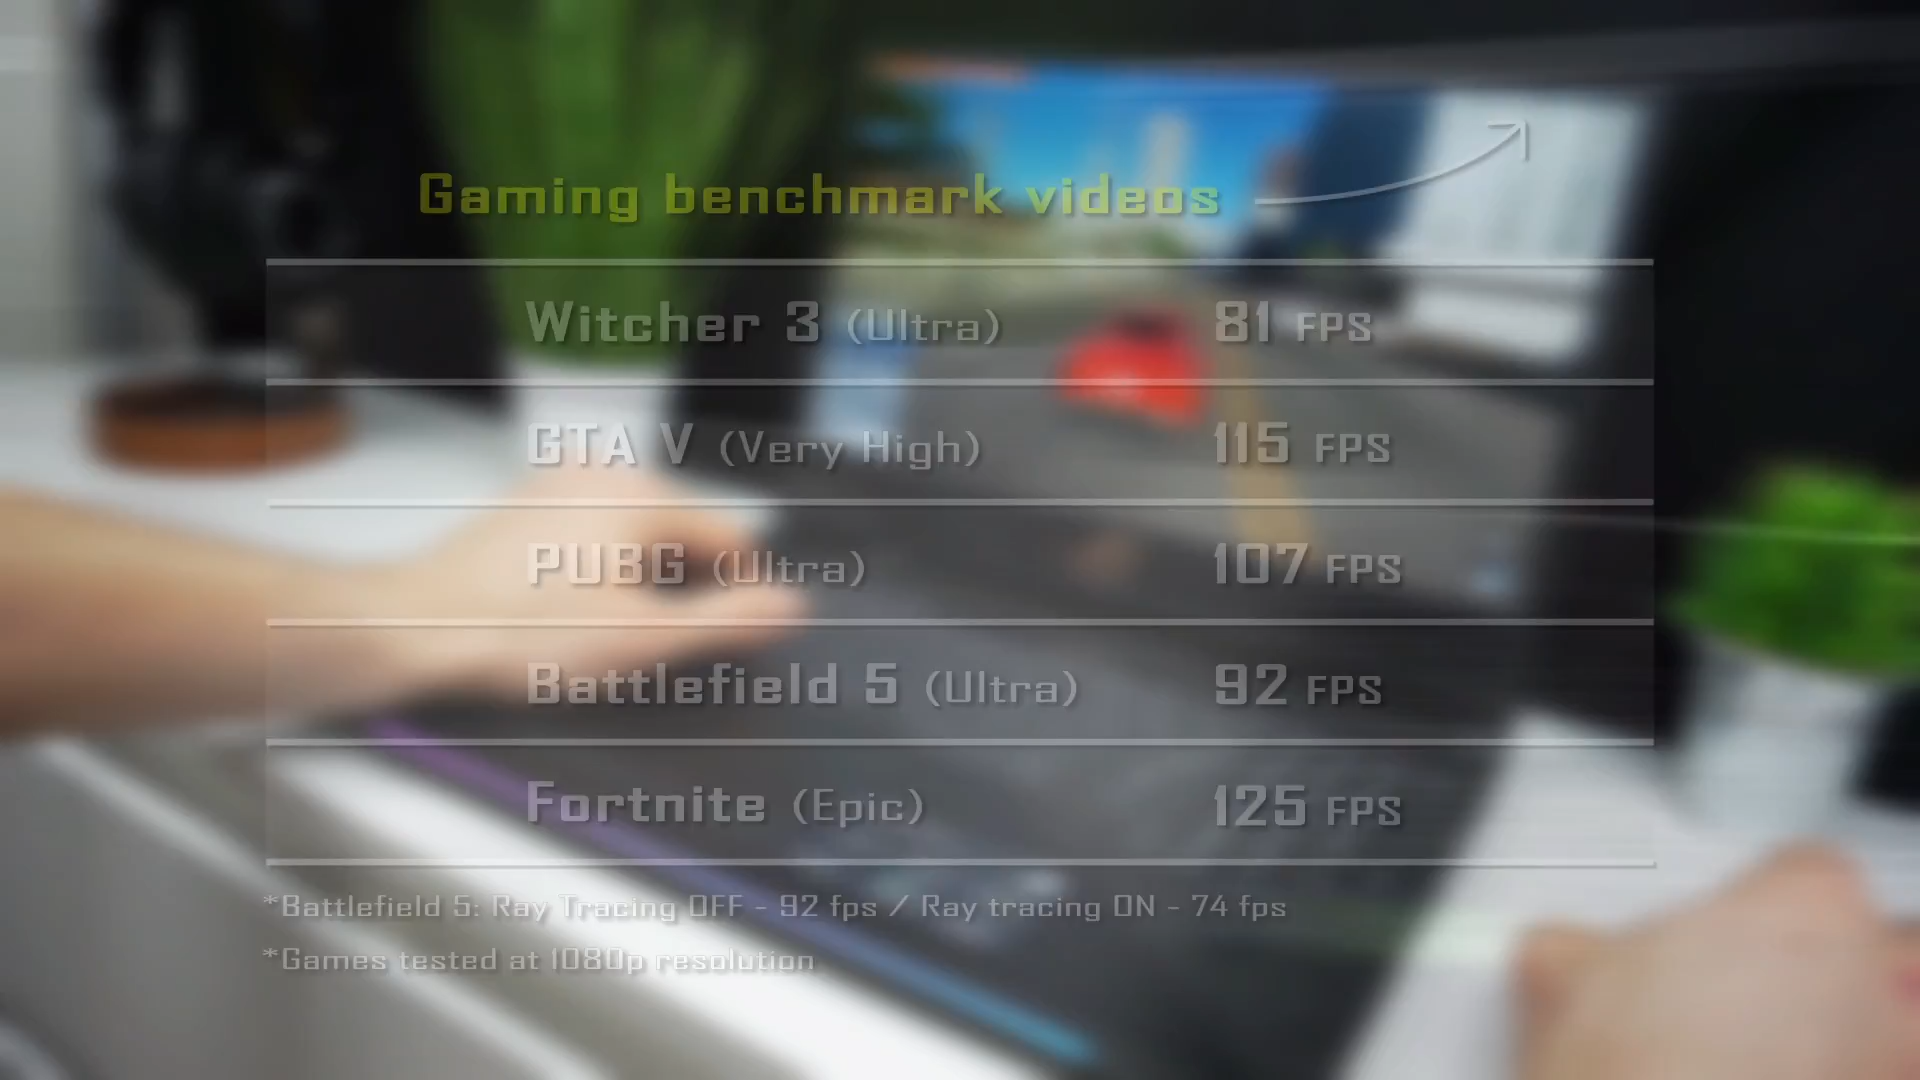 Gaming benchmark videos
Witcher 3 (Ultra) 81 FPS
GTA V (Very High) 115 FPS
PUBG (Ultra) 107 FPS
Battlefield 5 (Ultra) 92 FPS
Fortnite (Epic) 125 FPS
*Battlefield 5: Ray Tracing OFF - 92 fps / Ray tracing ON - 74 fps
*Games tested at 1080p resolution